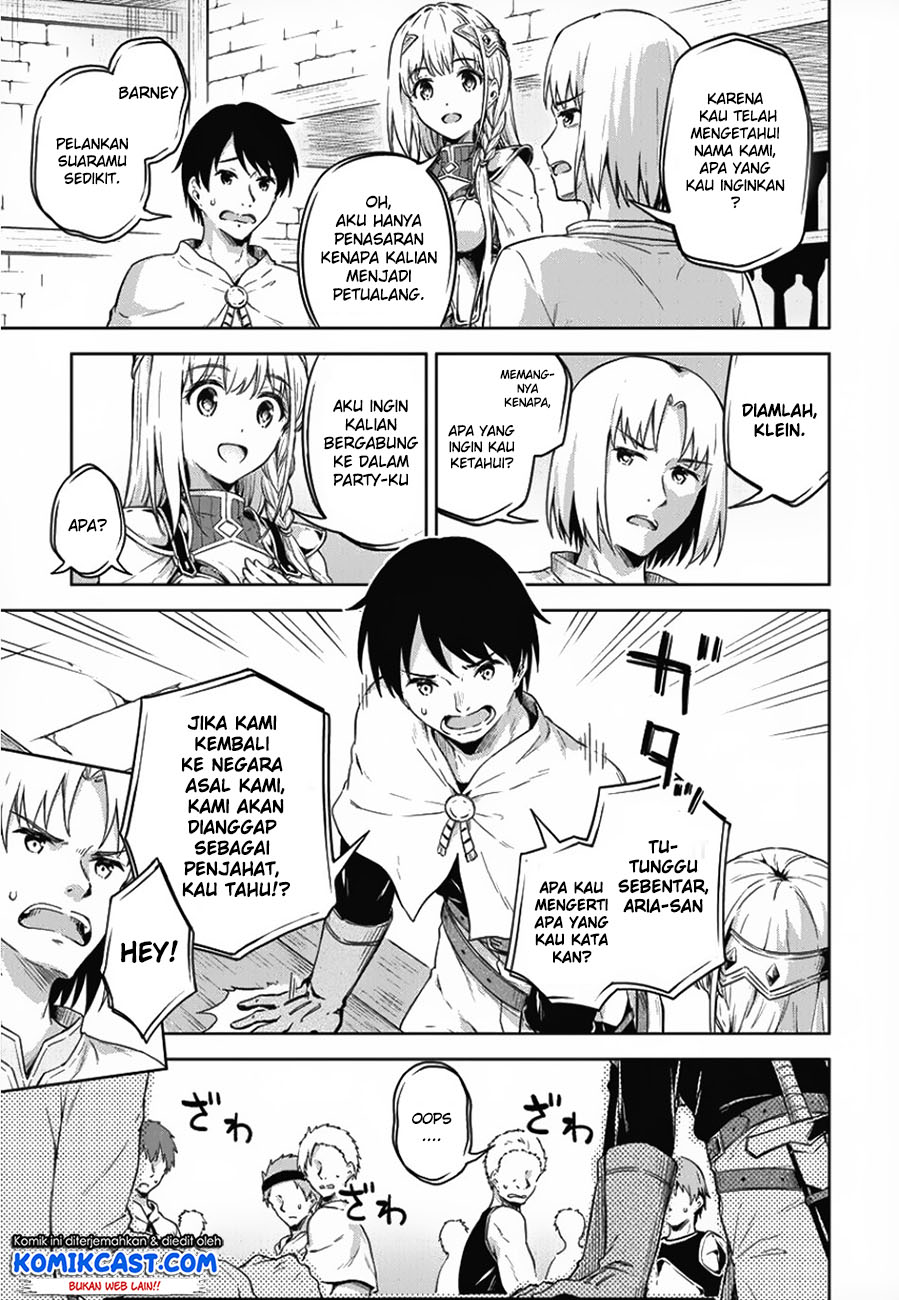 KARENA
KAU TELAH
MENGETAHUI
NAMA KAMI,
APA YANG
KAU INGINKAN
?
OH,
AKU HANYA
PENASARAN
KENAPA KALIAN
MENJADI
PETUALANG.
BARNEY
PELANKAN
SUARAMU
SEDIKIT.
DIAMLAH,
KLEIN.
MEMANG-
NYA
KENAPA,
APA YANG
INGIN KAU
KETAHUI?
AKU INGIN
KALIAN
BERGABUNG
KE DALAM
PARTY-KU
APA?
ガタ
TU-
TUNGGU
SEBENTAR,
ARIA-SAN
APA KAU
MENGERTI
APA YANG
KAU KATA
KAN?
JIKA KAMI
KEMBALI
KE NEGARA
ASAL KAMI,
KAMI AKAN
DIANGGAP
SEBAGAI
PENJAHAT,
KAU TAHU!?
HEY!
ざわ
OOPS
....
ざわ
ざわ
Komik ini diterjemahkan & diedit oleh
KOMIKCAST.COM
BUKAN WEB LAIN!!